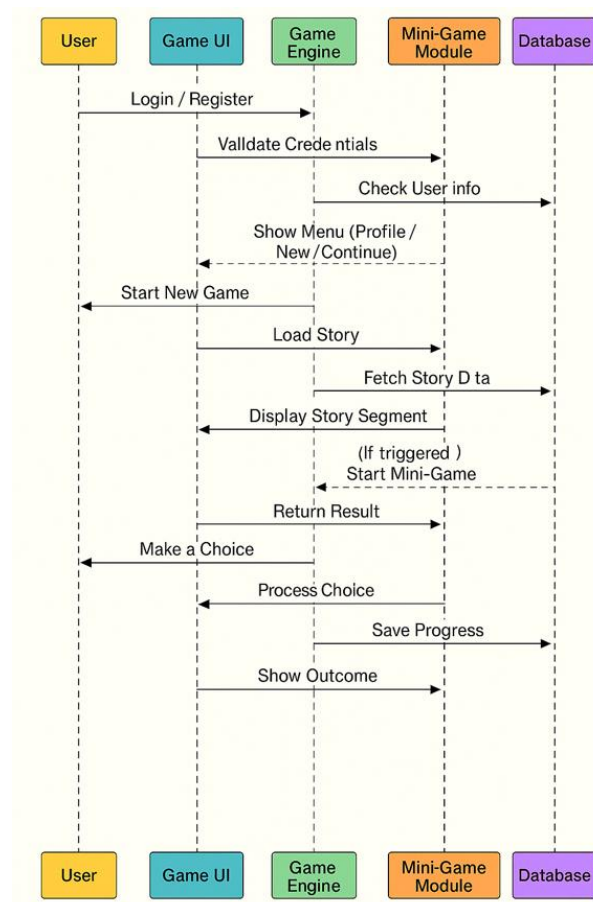 User
Game UI
Game
Engine
Mini-Game
Module
Database
Login / Register
Valldate Crede ntials
Check User info
Show Menu (Profile /
New / Continue)
Start New Game
Load Story
Fetch Story D ta
Display Story Segment
(If triggered )
Start Mini-Game
Return Result
Make a Choice
Process Choice
Save Progress
Show Outcome
User
Game UI
Game
Engine
Mini-Game
Module
Database